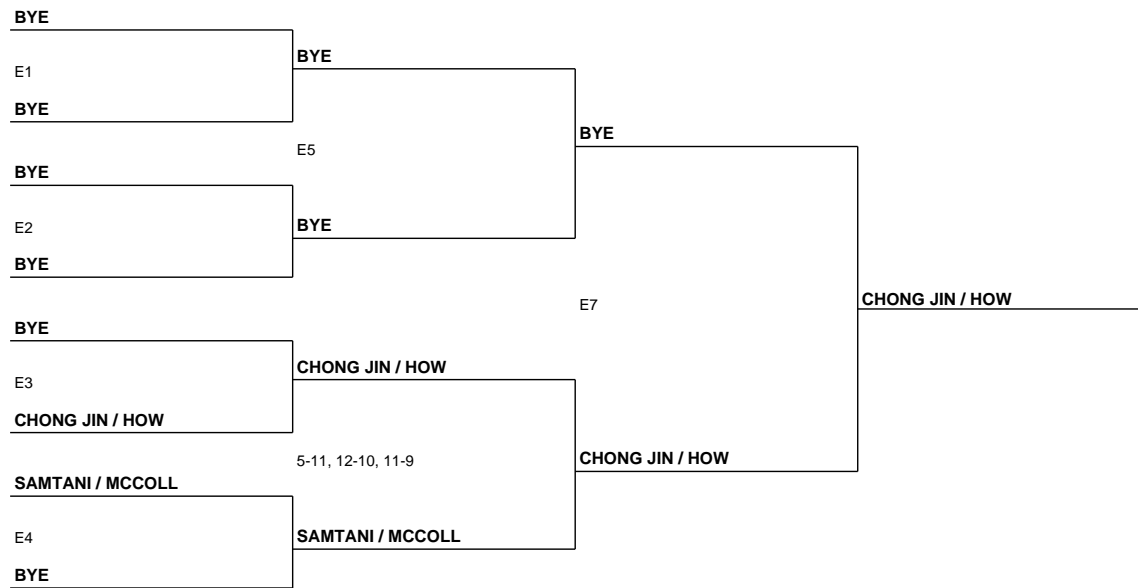 BYE
E1
BYE
BYE
E2
BYE
BYE
E3
CHONG JIN / HOW
SAMTANI / MCCOLL
E4
BYE
BYE
E5
BYE
CHONG JIN / HOW
5-11, 12-10, 11-9
SAMTANI / MCCOLL
BYE
E7
CHONG JIN / HOW
CHONG JIN / HOW